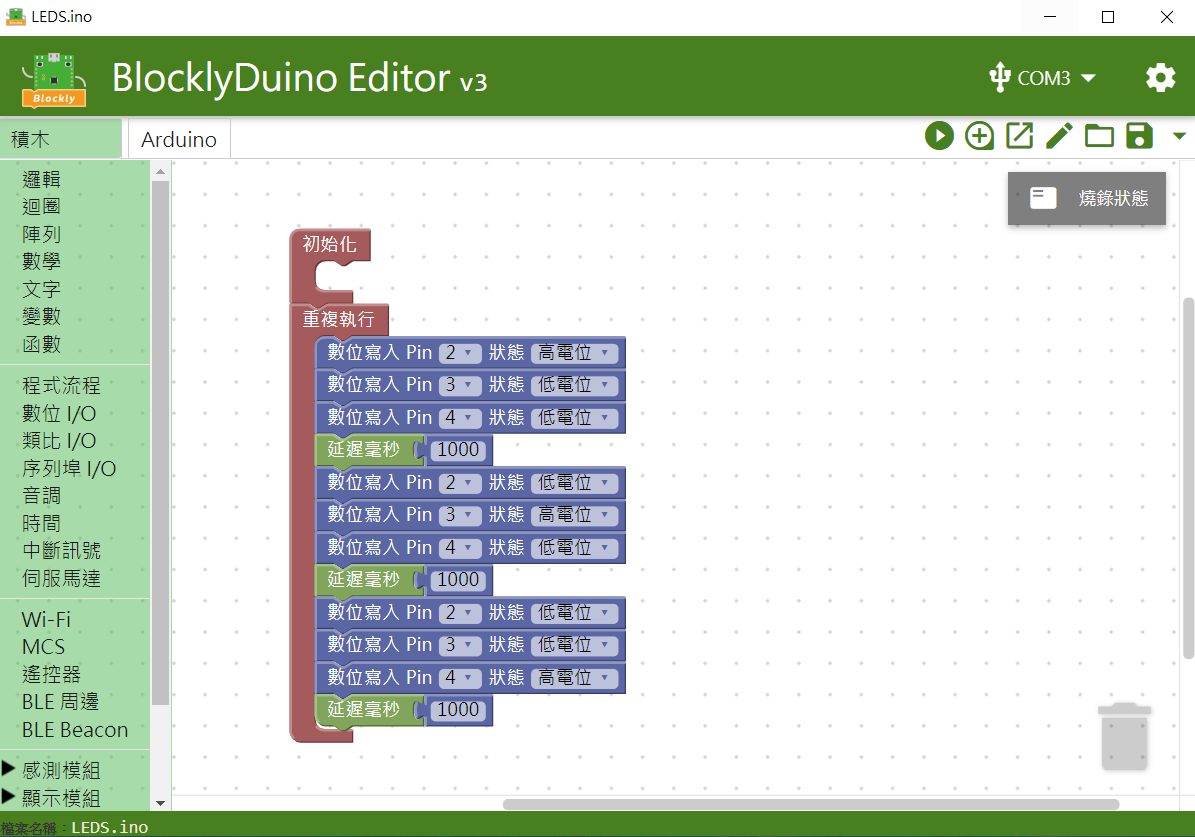 LEDS.ino
Blockly
BlocklyDuino Editor v3
COM3
積木
Arduino
邏輯
迴圈
陣列
數學
文字
變數
函數
程式流程
數位 I/O
類比 I/O
序列埠 I/O
音調
時間
中斷訊號
伺服馬達
Wi-Fi
MCS
遙控器
BLE 周邊
BLE Beacon
感測模組
顯示模組
燒錄狀態
初始化
重複執行
數位寫入 Pin 2 狀態 高電位
數位寫入 Pin 3 狀態 低電位
數位寫入 Pin 4 狀態 低電位
延遲毫秒 1000
數位寫入 Pin 2 狀態 低電位
數位寫入 Pin 3 狀態 高電位
數位寫入 Pin 4 狀態 低電位
延遲毫秒 1000
數位寫入 Pin 2 狀態 低電位
數位寫入 Pin 3 狀態 低電位
數位寫入 Pin 4 狀態 高電位
延遲毫秒 1000
檔案名稱：LEDS.ino